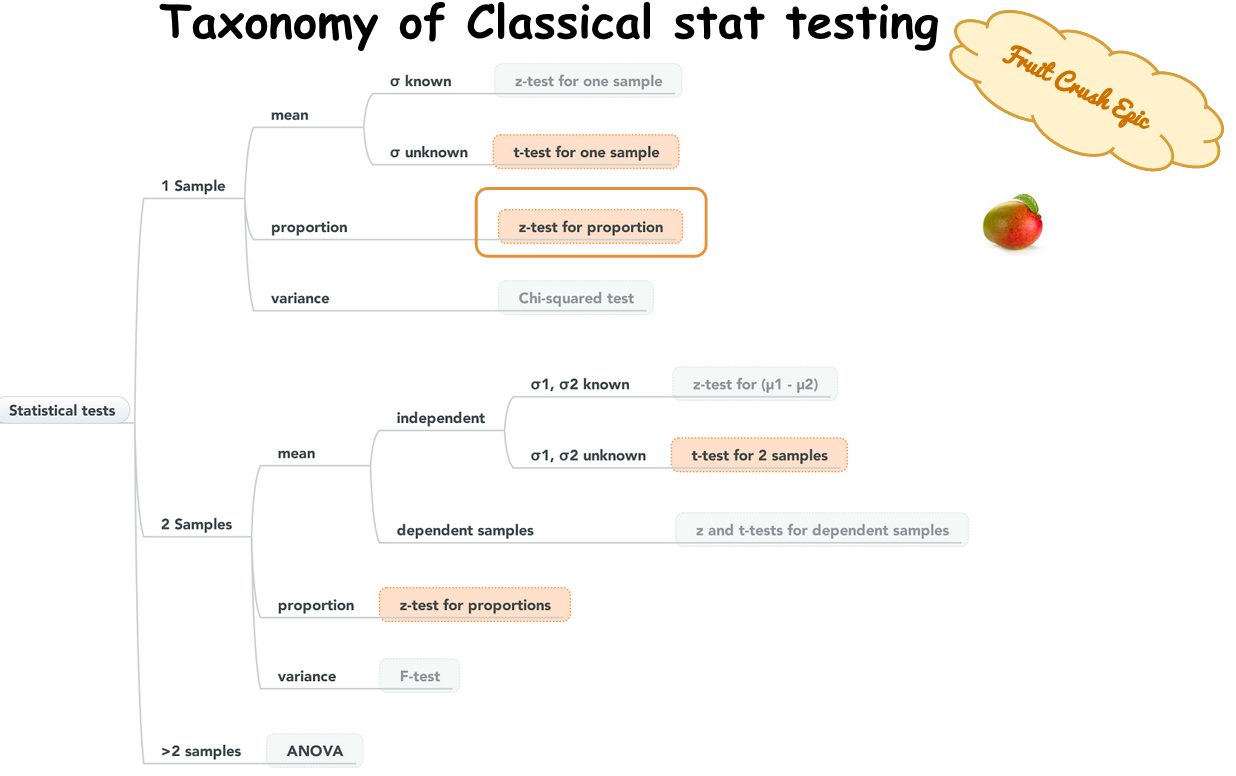 Taxonomy of Classical stat testing
Fruit Crush Epic
σ known
z-test for one sample
mean
σ unknown
t-test for one sample
1 Sample
proportion
z-test for proportion
variance
Chi-squared test
σ1, σ2 known
z-test for (μ1 - μ2)
independent
Statistical tests
mean
σ1, σ2 unknown
t-test for 2 samples
2 Samples
dependent samples
z and t-tests for dependent samples
proportion
z-test for proportions
variance
F-test
>2 samples
ANOVA